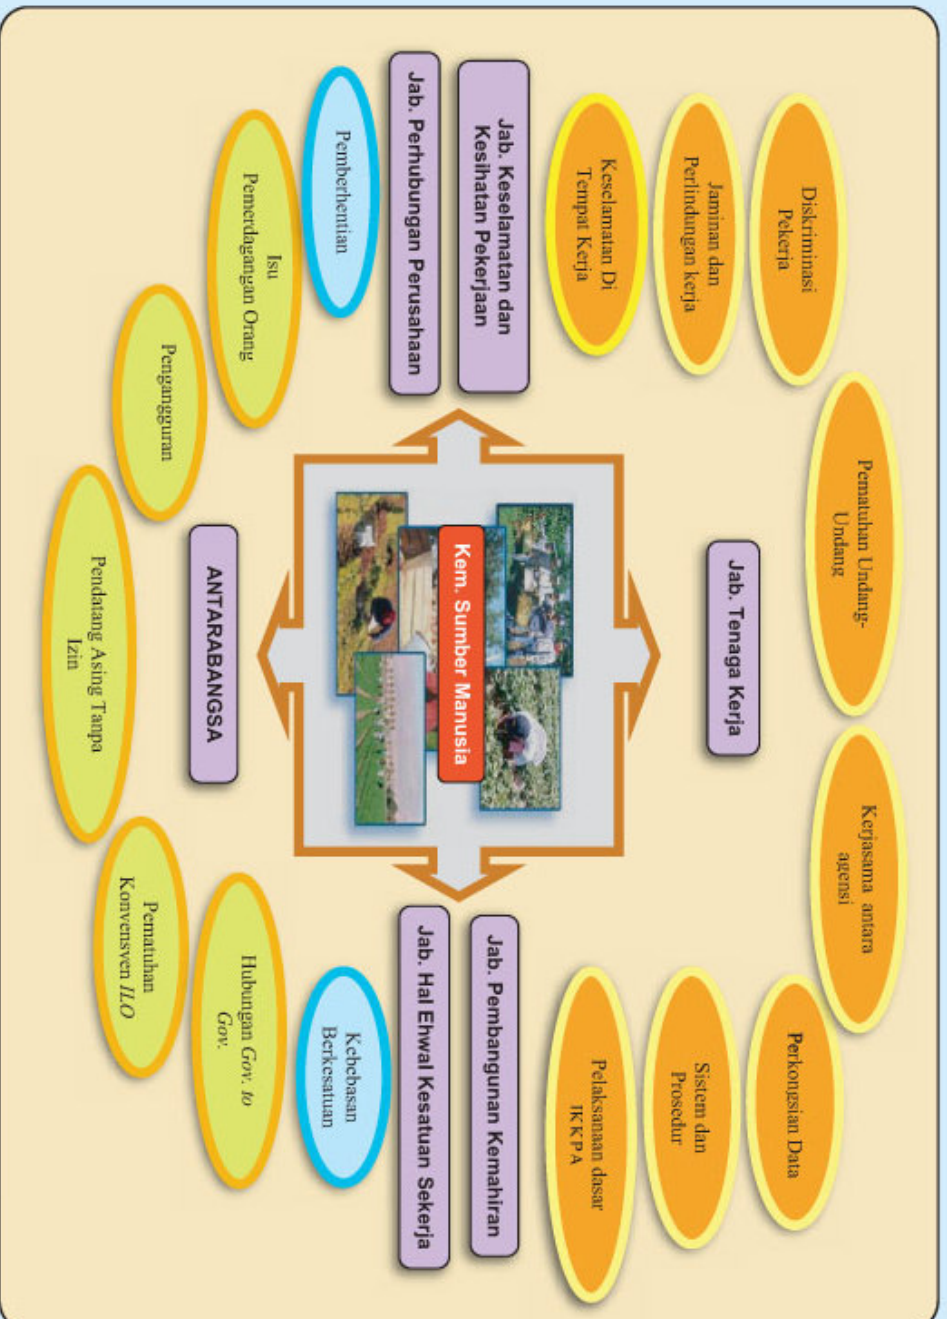 Pematuhan Undang-
Undang
Kerjasama antara
agensi
Diskriminasi
Pekerja
Perkongsian Data
Jaminan dan
Perlindungan kerja
Jab. Tenaga Kerja
Sistem dan
Prosedur
Keselamatan Di
Tempat Kerja
Pelaksanaan dasar
IKKPA
Jab. Keselamatan dan
Kesihatan Pekerjaan
Kem. Sumber Manusia
Jab. Pembangunan Kemahiran
Jab. Perhubungan Perusahaan
Jab. Hal Ehwal Kesatuan Sekerja
Pemberhentian
Kebebasan
Berkesatuan
Isu
Pemerdagangan Orang
ANTARABANGSA
Hubungan Gov. to
Gov.
Pengangguran
Pematuhan
Konvensven ILO
Pendatang Asing Tanpa
Izin